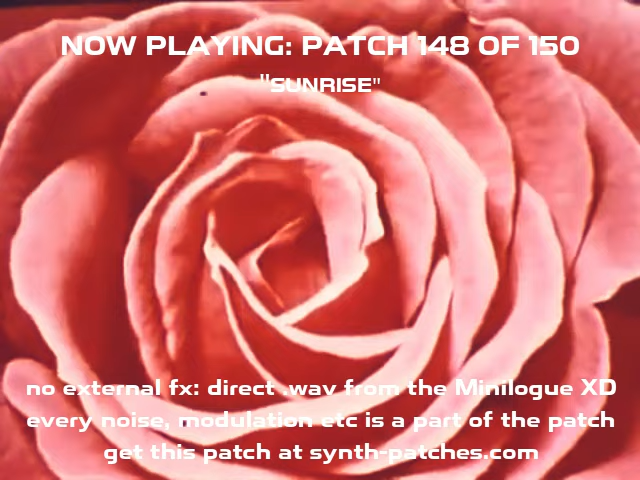 NOW PLAYING: PATCH 148 OF 150
"SUNRISE"
no external fx: direct .wav from the Minilogue XD
every noise, modulation etc is a part of the patch
get this patch at synth-patches.com